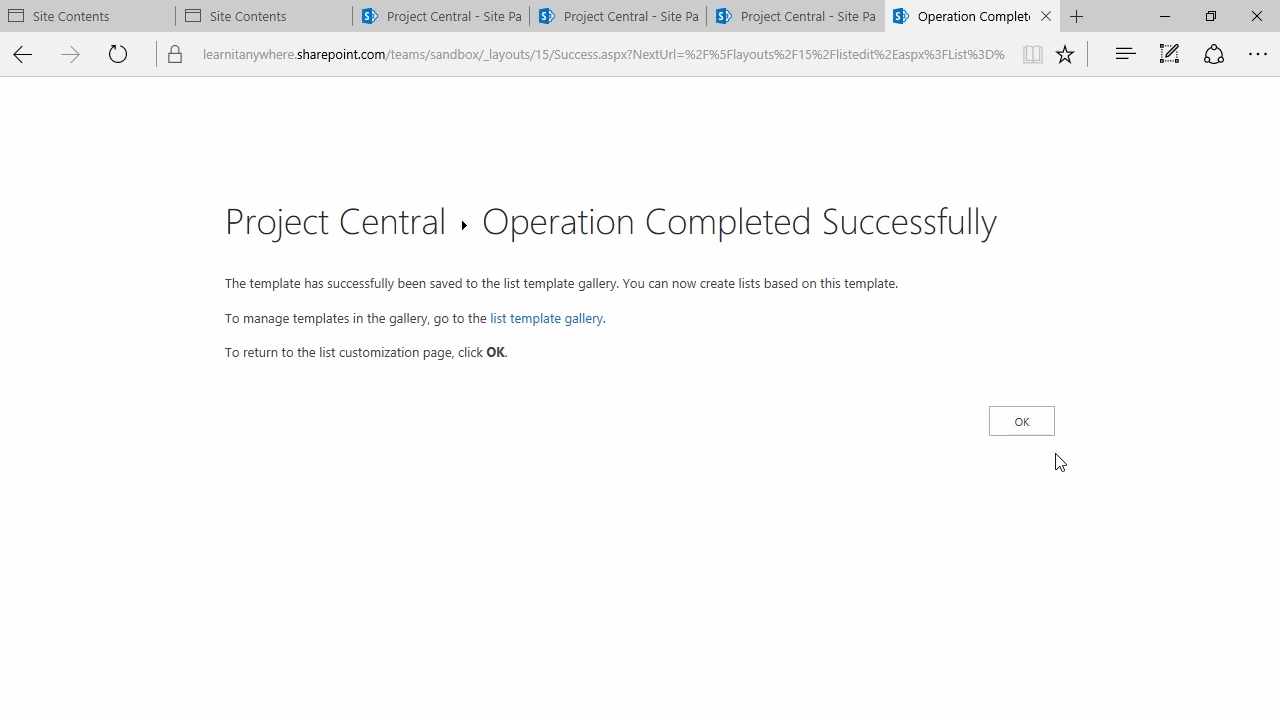 Site Contents
Site Contents
Project Central - Site Pa
Project Central - Site Pa
Project Central - Site Pa
Operation Complete
learnitanywhere.sharepoint.com/teams/sandbox/_layouts/15/Success.aspx?NextUrl=%2F%5Flayouts%2F15%2Flistedit%2Easpx%3FList%3D%
Project Central ▸ Operation Completed Successfully
The template has successfully been saved to the list template gallery. You can now create lists based on this template.
To manage templates in the gallery, go to the list template gallery.
To return to the list customization page, click OK.
OK